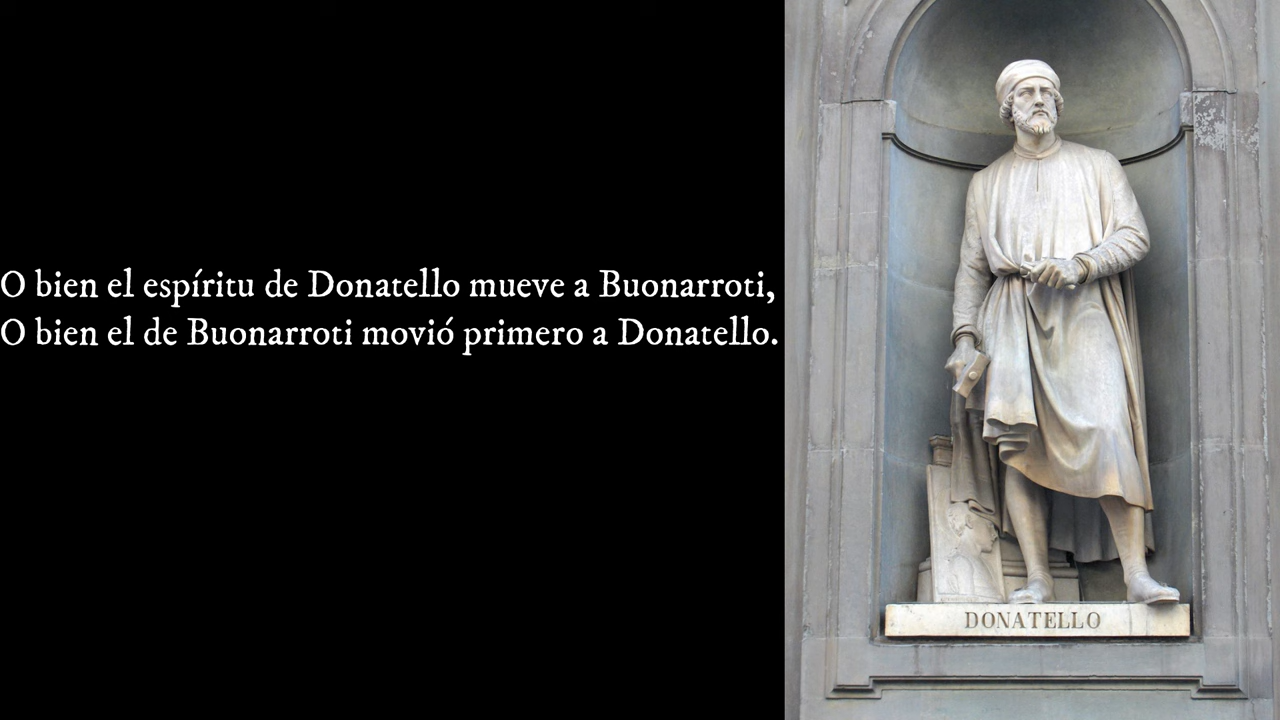 O bien el espíritu de Donatello mueve a Buonarroti,
O bien el de Buonarroti movió primero a Donatello.
DONATELLO